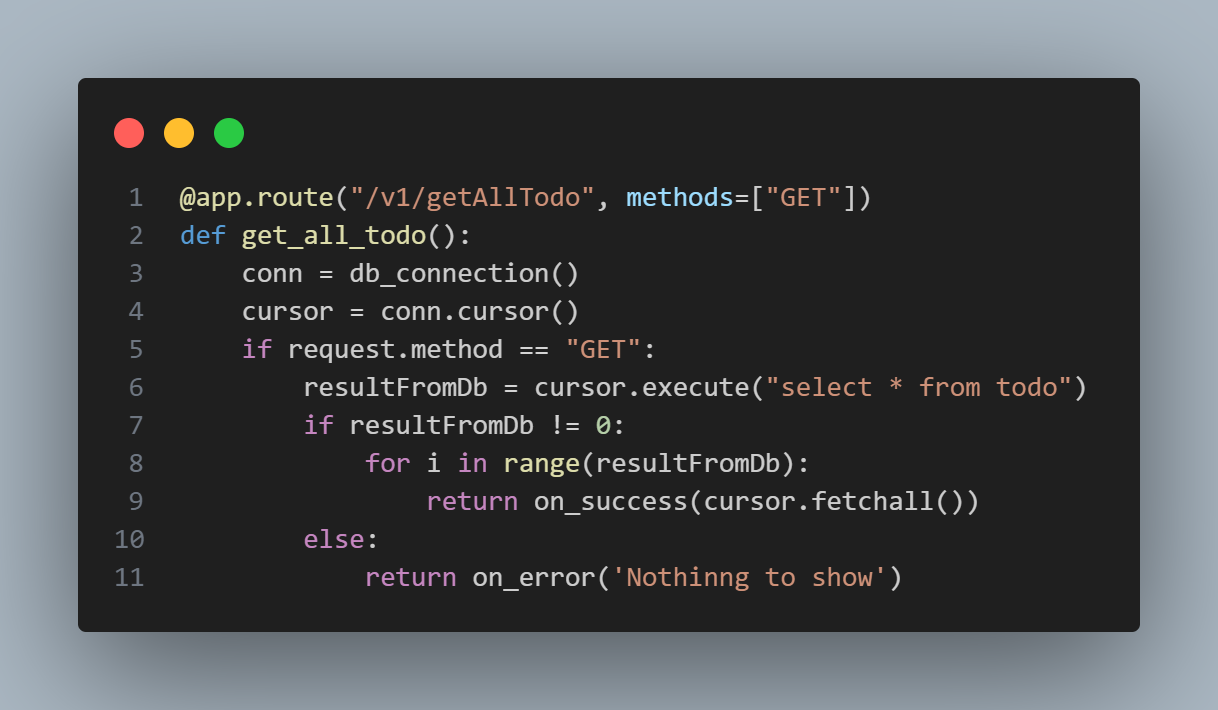 1 @app.route("/v1/getAllTodo", methods=["GET"])
2 def get_all_todo():
3     conn = db_connection()
4     cursor = conn.cursor()
5     if request.method == "GET":
6         resultFromDb = cursor.execute("select * from todo")
7         if resultFromDb != 0:
8             for i in range(resultFromDb):
9                 return on_success(cursor.fetchall())
10         else:
11             return on_error('Nothinng to show')